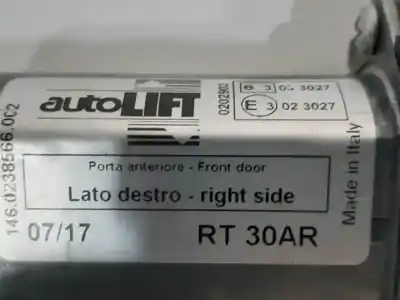 autoLIFT
e 3 03 3027
E 3 02 3027
0202903
146.0238566.002
Porta anteriore - Front door
Lato destro - right side
07/17 RT 30AR
Made in Italy